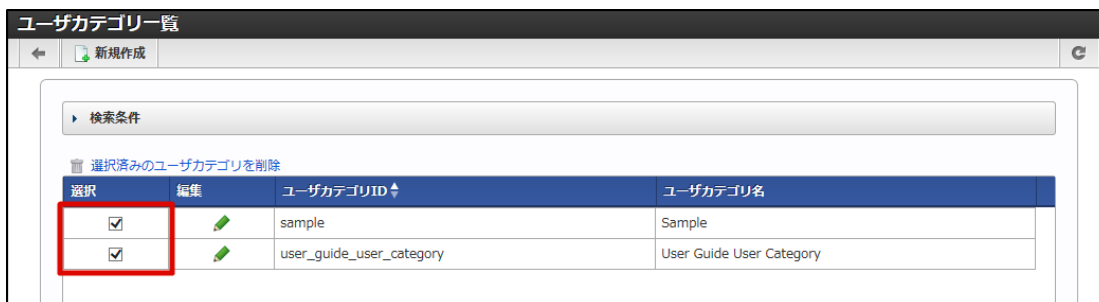 ユーザカテゴリ一覧
新規作成
検索条件
選択済みのユーザカテゴリを削除
選択 編集 ユーザカテゴリID ユーザカテゴリ名
sample Sample
user_guide_user_category User Guide User Category